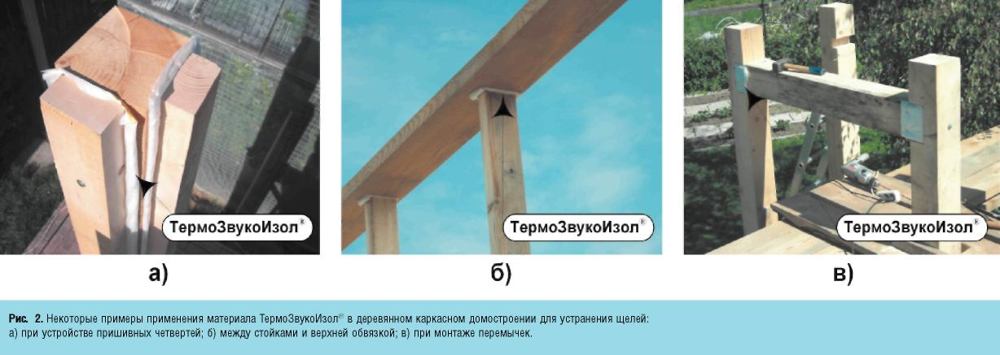 ТермоЗвукоИзол®
ТермоЗвукоИзол®
ТермоЗвукоИзол®
а)
б)
в)
Рис. 2. Некоторые примеры применения материала ТермоЗвукоИзол® в деревянном каркасном домостроении для устранения щелей:
а) при устройстве пришивных четвертей; б) между стойками и верхней обвязкой; в) при монтаже перемычек.